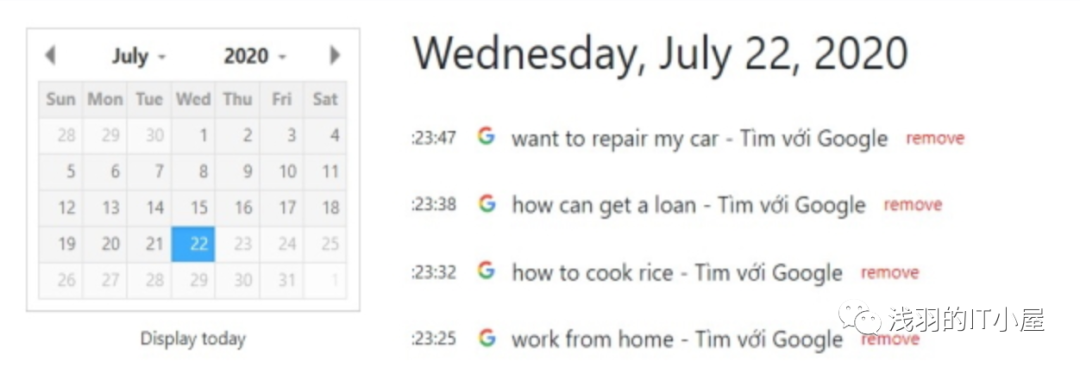 July 2020
Sun Mon Tue Wed Thu Fri Sat
28 29 30 1 2 3 4
5 6 7 8 9 10 11
12 13 14 15 16 17 18
19 20 21 22 23 24 25
26 27 28 29 30 31 1
Display today
Wednesday, July 22, 2020
:23:47 want to repair my car - Tìm với Google remove
:23:38 how can get a loan - Tìm với Google remove
:23:32 how to cook rice - Tìm với Google remove
:23:25 work from home - Tìm với Google remove
浅羽的IT小屋